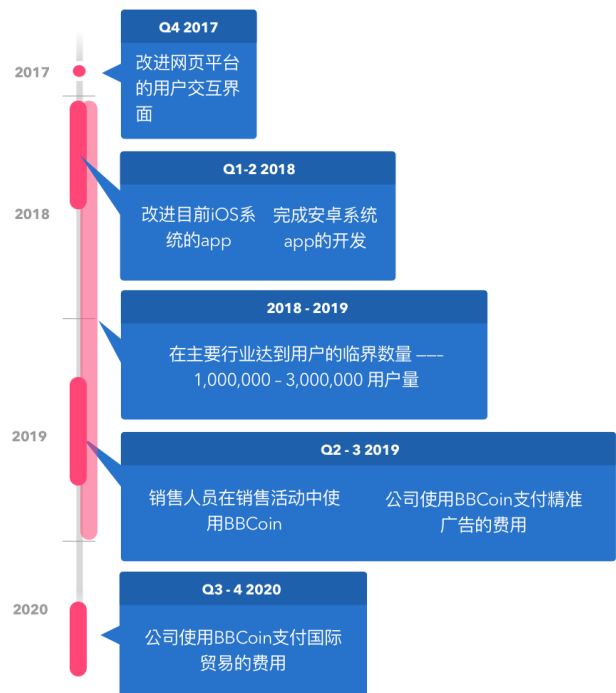 Q4 2017
2017
改进网页平台
的用户交互界
面
Q1-2 2018
2018
改进目前iOS系
统的app
完成安卓系统
app的开发
2018 - 2019
在主要行业达到用户的临界数量 ——-
1,000,000 – 3,000,000 用户量
2019
Q2 - 3 2019
销售人员在销售活动中使
用BBCoin
公司使用BBCoin支付精准
广告的费用
Q3 - 4 2020
2020
公司使用BBCoin支付国际
贸易的费用